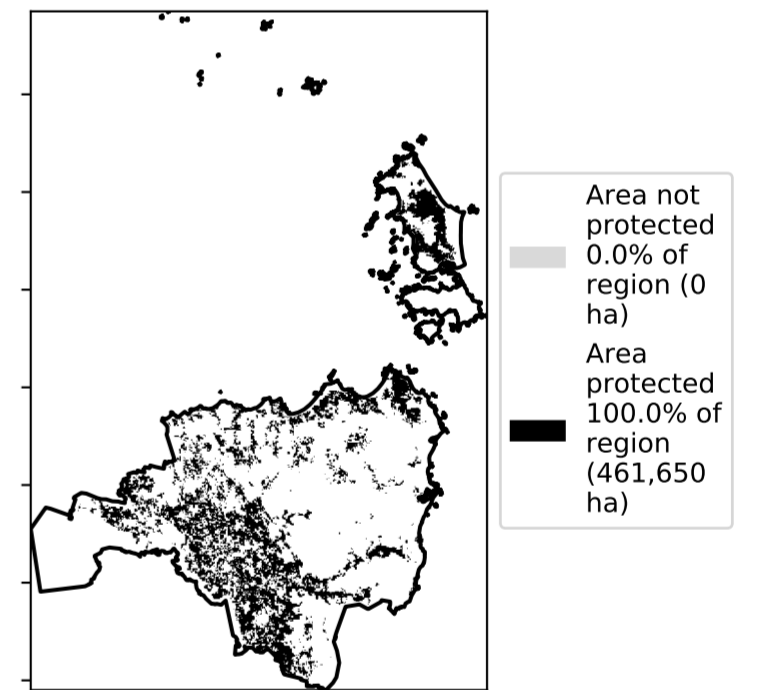 Area not
protected
0.0% of
region (0
ha)
Area
protected
100.0% of
region
(461,650
ha)